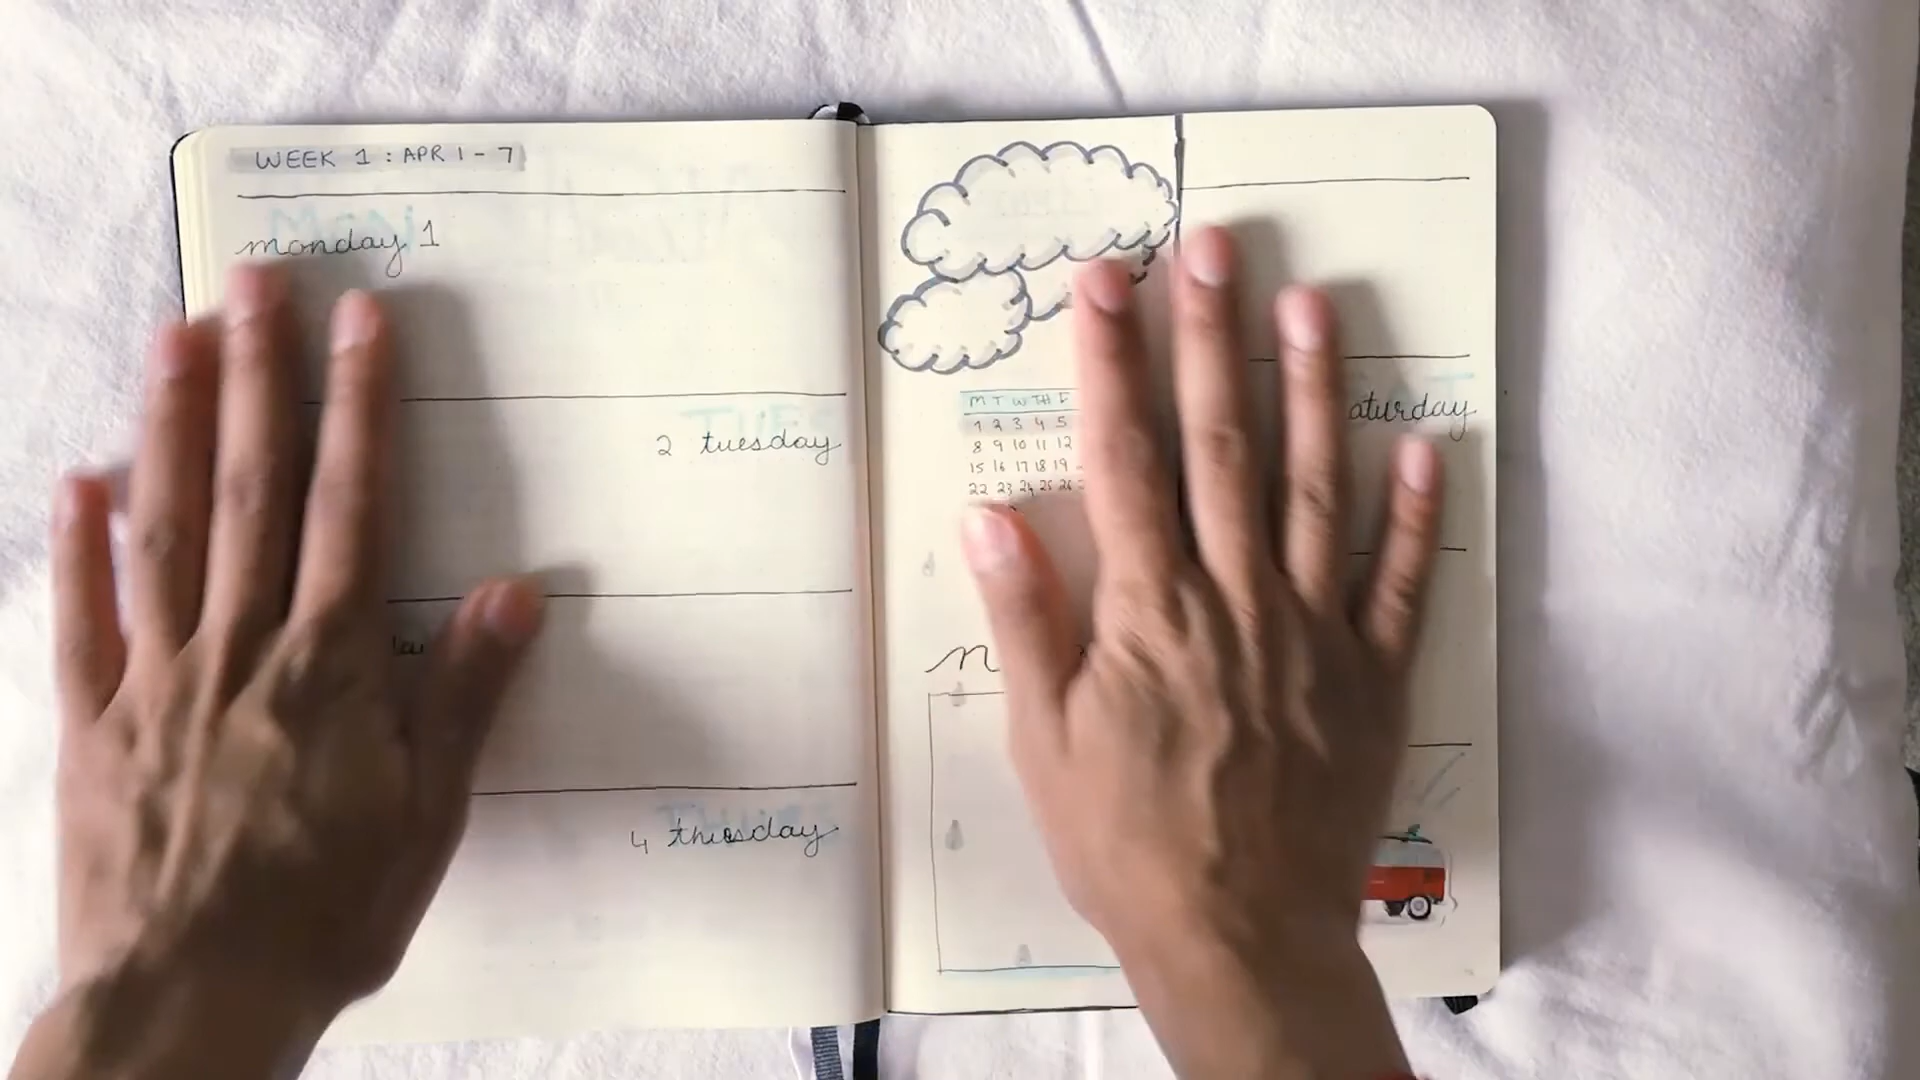 WEEK 1 : APR 1 - 7
monday 1
2 tuesday
4 thusday
M T W TH F
1 2 3 4 5
8 9 10 11 12
15 16 17 18 19
22 23 24 25 26
aturday